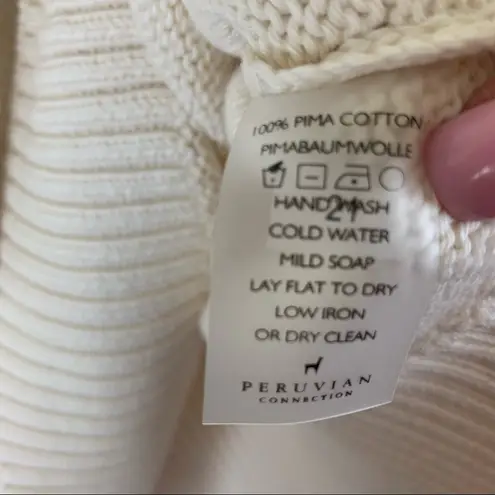 100% PIMA COTTON
PIMABAUMWOLLE
HAND WASH
21
COLD WATER
MILD SOAP
LAY FLAT TO DRY
LOW IRON
OR DRY CLEAN
PERUVIAN
CONNECTION